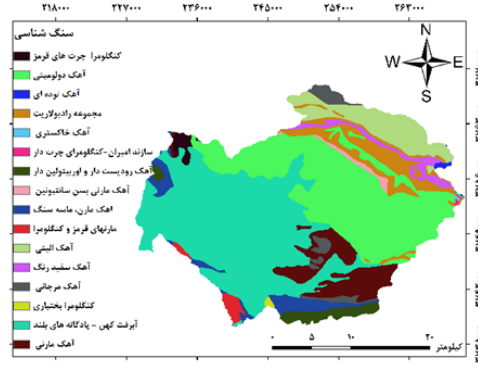 ۲۱۸۰۰۰ ۲۲۷۰۰۰ ۲۳۶۰۰۰ ۲۴۵۰۰۰ ۲۵۴۰۰۰ ۲۶۳۰۰۰
سنگ شناسی
کنگلومرا چرت های قرمز
آهک دولومیتی
آهک توده ای
مجموعه رادیولاریت
آهک خاکستری
سازند امیران-کنگلومرای چرت دار
آهک رودیست دار و اوربیتولین دار
آهک مارنی بسن سانتیونین
اهک مارن، ماسه سنگ
مارنهای قرمز و کنگلومرا
آهک الیتی
آهک سفید رنگ
آهک مرجانی
کنگلومرا بختیاری
آبرفت کهن - پادگانه های بلند
آهک مارنی
N
W E
S
۰ ۵ ۱۰ ۲۰
کیلومتر